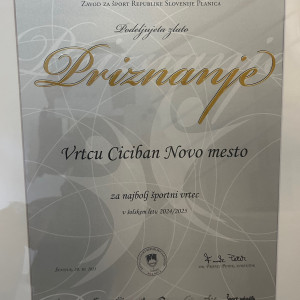 Zavod za šport Republike Slovenije Planica
Podeljujeta zlato
Priznanje
Vrtcu Ciciban Novo mesto
za najbolj športni vrtec
v šolskem letu 2024/2025